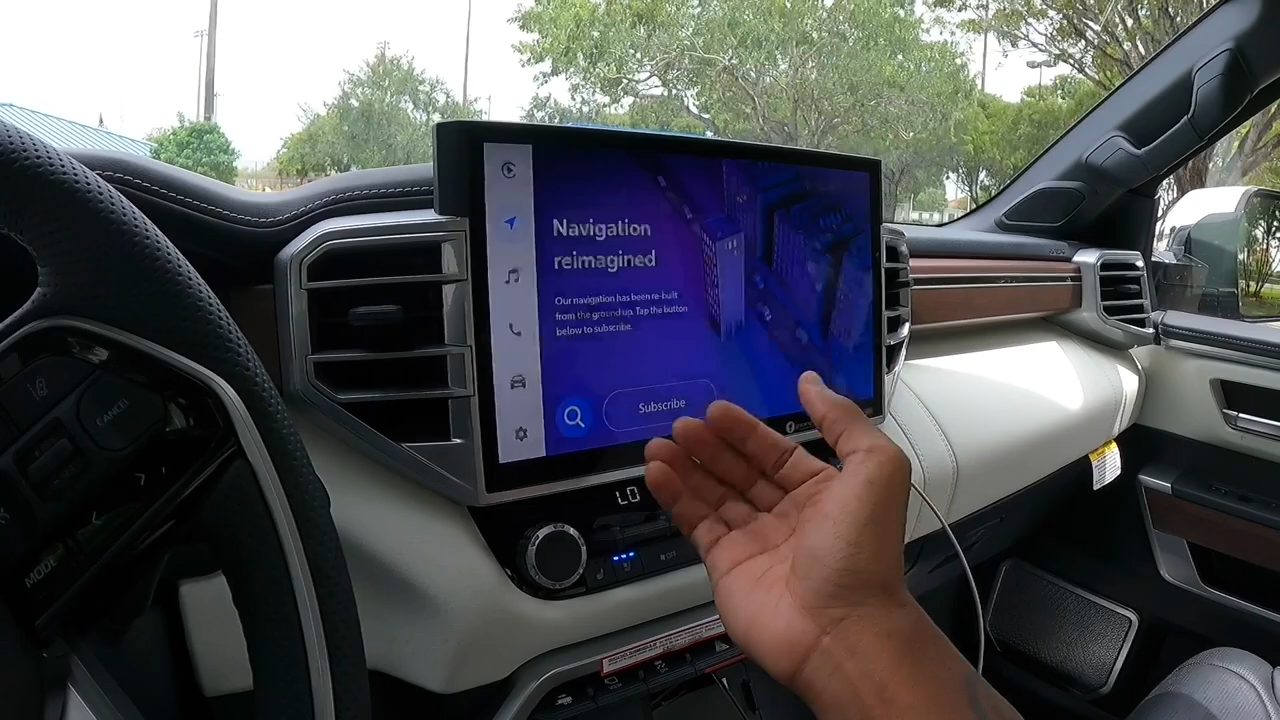 Navigation
reimagined
Our navigation has been re-built
from the ground up. Tap the button
below to subscribe.
Subscribe
LO
OFF
CANCEL
MODE